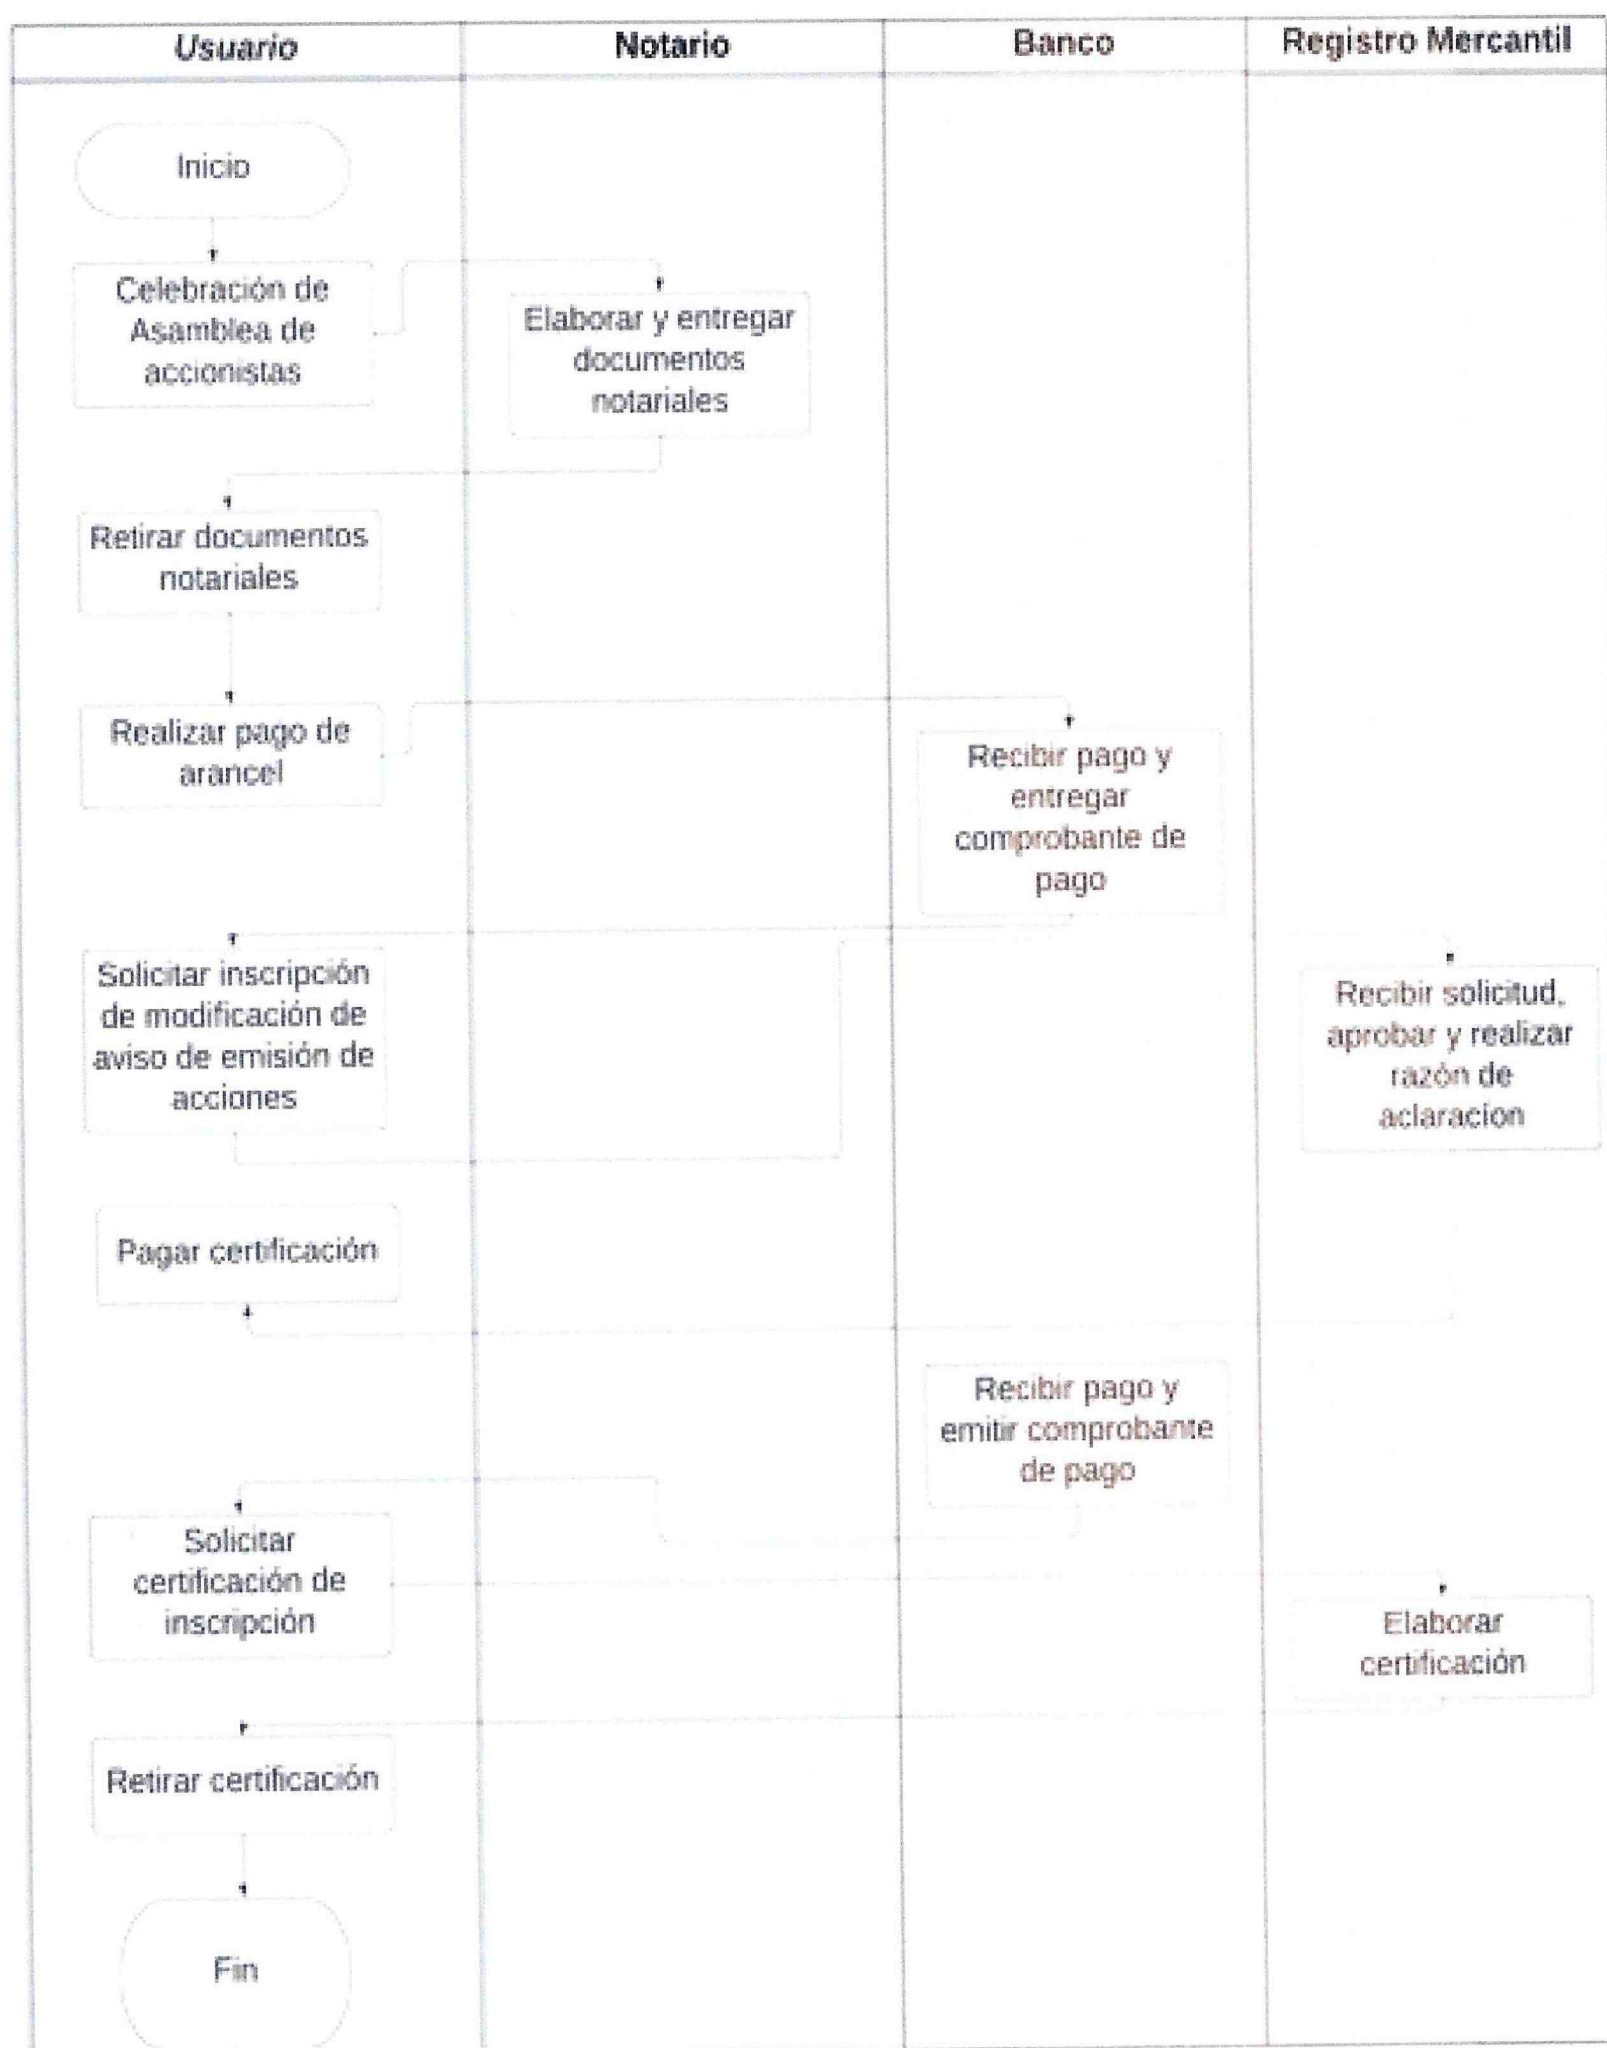 Usuario
Notario
Banco
Registro Mercantil
Inicio
Celebración de
Asamblea de
accionistas
Elaborar y entregar
documentos
notariales
Retirar documentos
notariales
Realizar pago de
arancel
Recibir pago y
entregar
comprobante de
pago
Solicitar inscripción
de modificación de
aviso de emisión de
acciones
Recibir solicitud,
aprobar y realizar
razón de
aclaracion
Pagar certificación
Recibir pago y
emitir comprobante
de pago
Solicitar
certificación de
inscripción
Elaborar
certificación
Retirar certificación
Fin